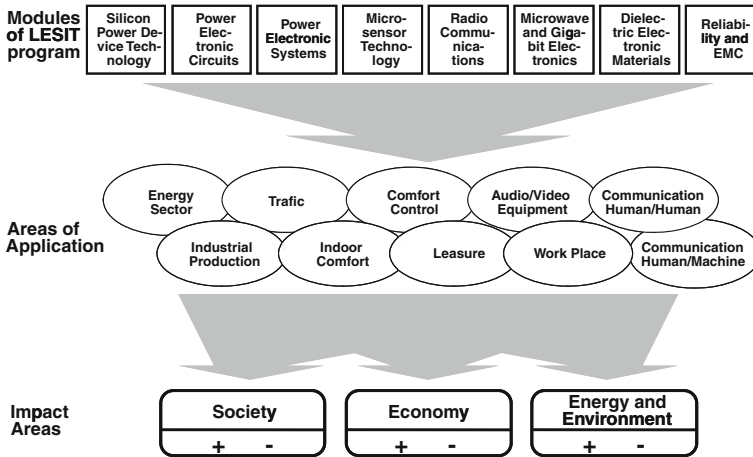 Modules
of LESIT
program
Silicon
Power De-
vice Tech-
nology
Power
Elec-
tronic
Circuits
Power
Electronic
Systems
Micro-
sensor
Techno-
logy
Radio
Commu-
nica-
tions
Microwave
and Giga-
bit Elec-
tronics
Dielec-
tric Elec-
tronic
Materials
Reliabi-
lity and
EMC
Areas of
Application
Energy
Sector
Trafic
Comfort
Control
Audio/Video
Equipment
Communication
Human/Human
Industrial
Production
Indoor
Comfort
Leasure
Work Place
Communication
Human/Machine
Impact
Areas
Society
+ -
Economy
+ -
Energy and
Environment
+ -